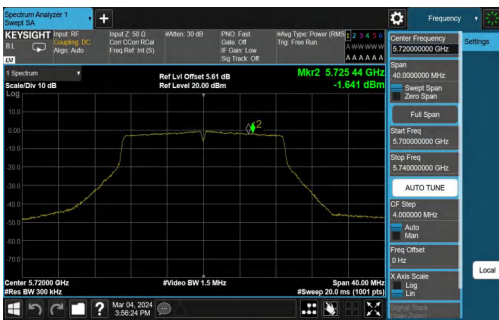 Spectrum Analyzer 1
Swept SA
+
Frequency
KEYSIGHT
RL
Input: RF
Coupling: DC
Align: Auto
Input Z: 50 Ω
Corr CCorr RCal
Freq Ref: Int (S)
#Atten: 30 dB
PNO: Fast
Gate: Off
IF Gain: Low
Sig Track: Off
#Avg Type: Power (RMS
Trig: Free Run
1 2 3 4 5 6
A W W W W W
A A A A A A
LV
1 Spectrum
Scale/Div 10 dB
Log
Ref Lvl Offset 5.61 dB
Ref Level 20.00 dBm
Mkr2 5.725 44 GHz
-1.641 dBm
2
10.0
0.00
-10.0
-20.0
-30.0
-40.0
-50.0
-60.0
-70.0
Center 5.72000 GHz
#Res BW 300 kHz
#Video BW 1.5 MHz
Span 40.00 MHz
#Sweep 20.0 ms (1001 pts)
Mar 04, 2024
3:56:24 PM
?
Center Frequency
5.720000000 GHz
Settings
Span
40.0000000 MHz
Swept Span
Zero Span
Full Span
Start Freq
5.700000000 GHz
Stop Freq
5.740000000 GHz
AUTO TUNE
CF Step
4.000000 MHz
Auto
Man
Freq Offset
0 Hz
X Axis Scale
Log
Lin
Local
Signal Track